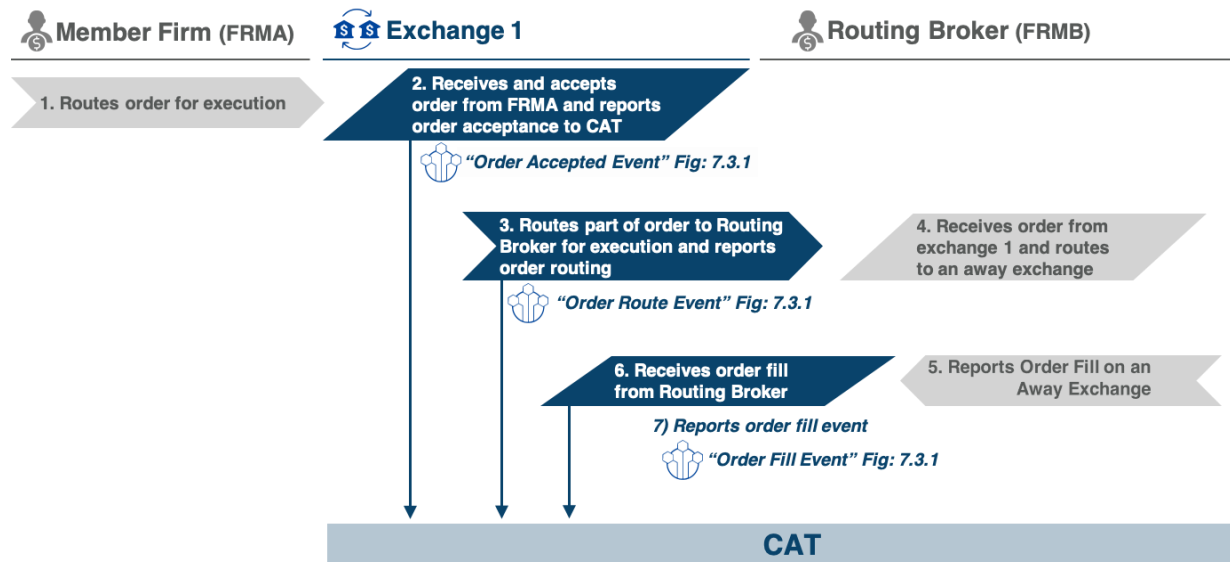 Member Firm (FRMA)
Exchange 1
Routing Broker (FRMB)
1. Routes order for execution
2. Receives and accepts
order from FRMA and reports
order acceptance to CAT
“Order Accepted Event” Fig: 7.3.1
3. Routes part of order to Routing
Broker for execution and reports
order routing
4. Receives order from
exchange 1 and routes
to an away exchange
“Order Route Event” Fig: 7.3.1
6. Receives order fill
from Routing Broker
5. Reports Order Fill on an
Away Exchange
7) Reports order fill event
“Order Fill Event” Fig: 7.3.1
CAT